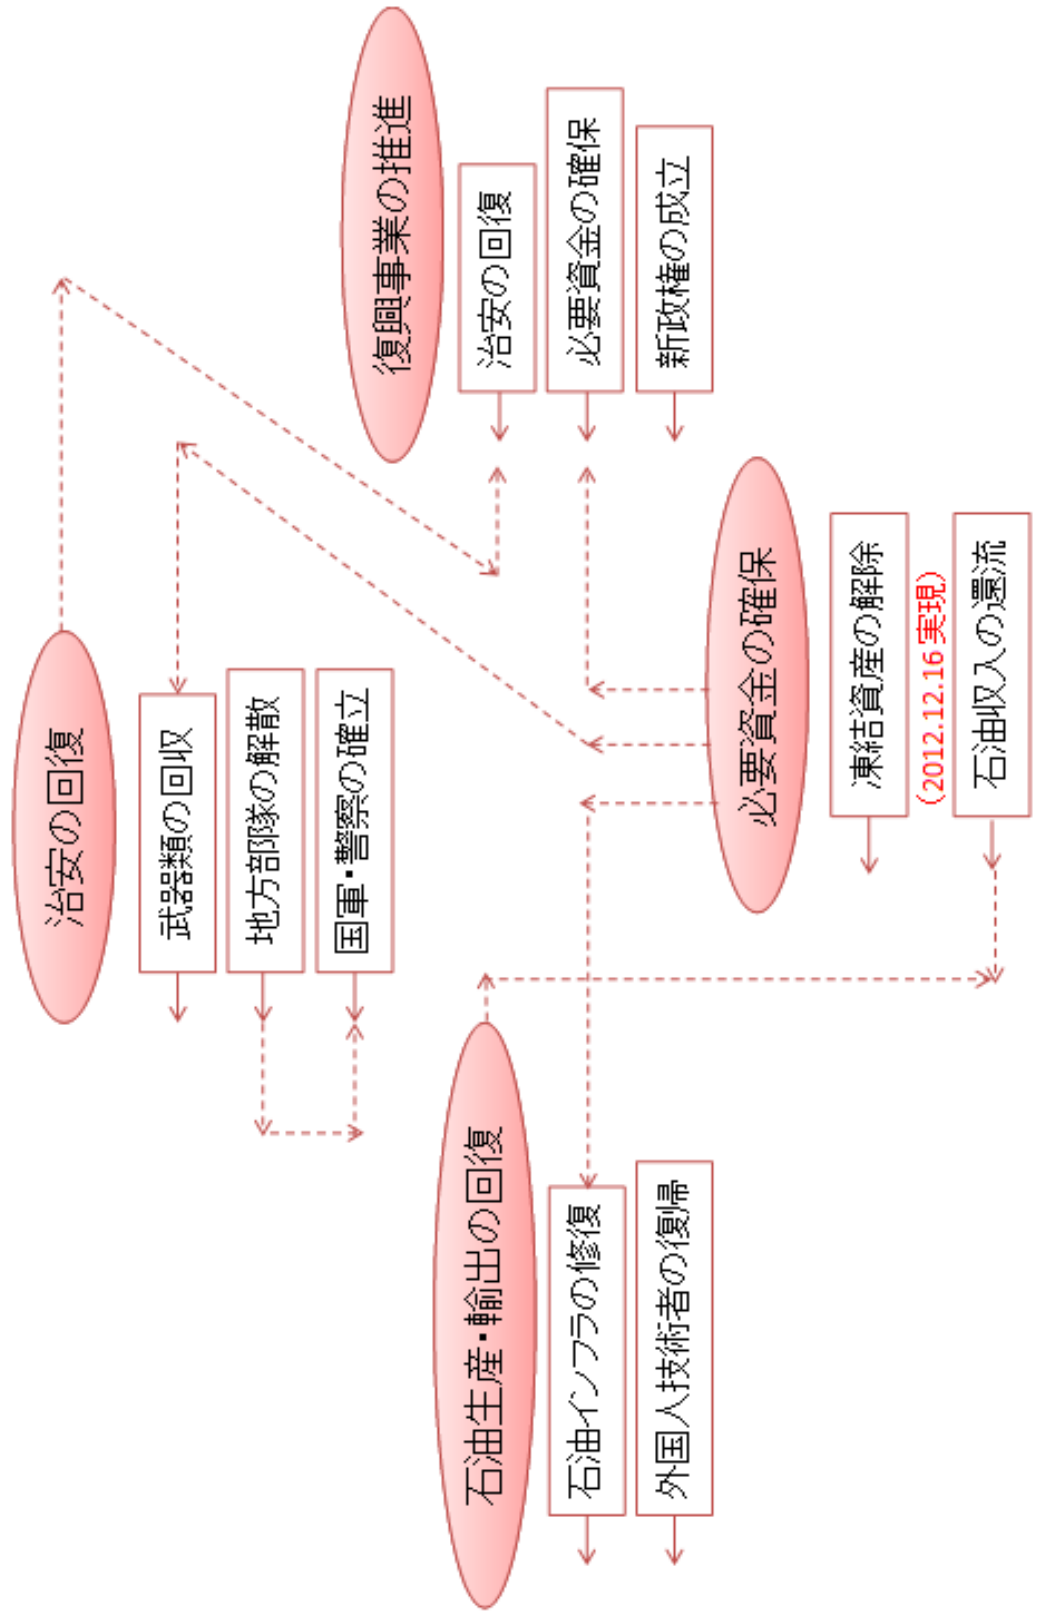 治安の回復
武器類の回収
地方部隊の解散
国軍・警察の確立
復興事業の推進
治安の回復
必要資金の確保
新政権の成立
石油生産・輸出の回復
石油インフラの修復
外国人技術者の復帰
必要資金の確保
凍結資産の解除
（2012.12.16 実現）
石油収入の還流